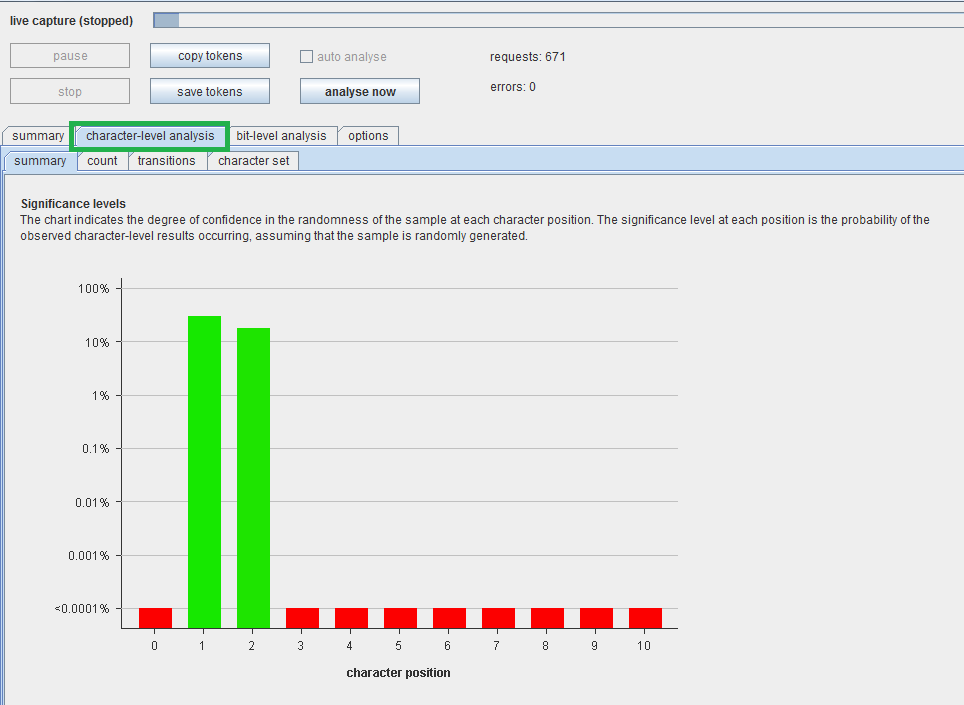 live capture (stopped)
pause
copy tokens
auto analyse
requests: 671
stop
save tokens
analyse now
errors: 0
summary
character-level analysis
bit-level analysis
options
summary
count
transitions
character set
Significance levels
The chart indicates the degree of confidence in the randomness of the sample at each character position. The significance level at each position is the probability of the
observed character-level results occurring, assuming that the sample is randomly generated.
100%
10%
1%
0.1%
0.01%
0.001%
<0.0001%
0 1 2 3 4 5 6 7 8 9 10
character position